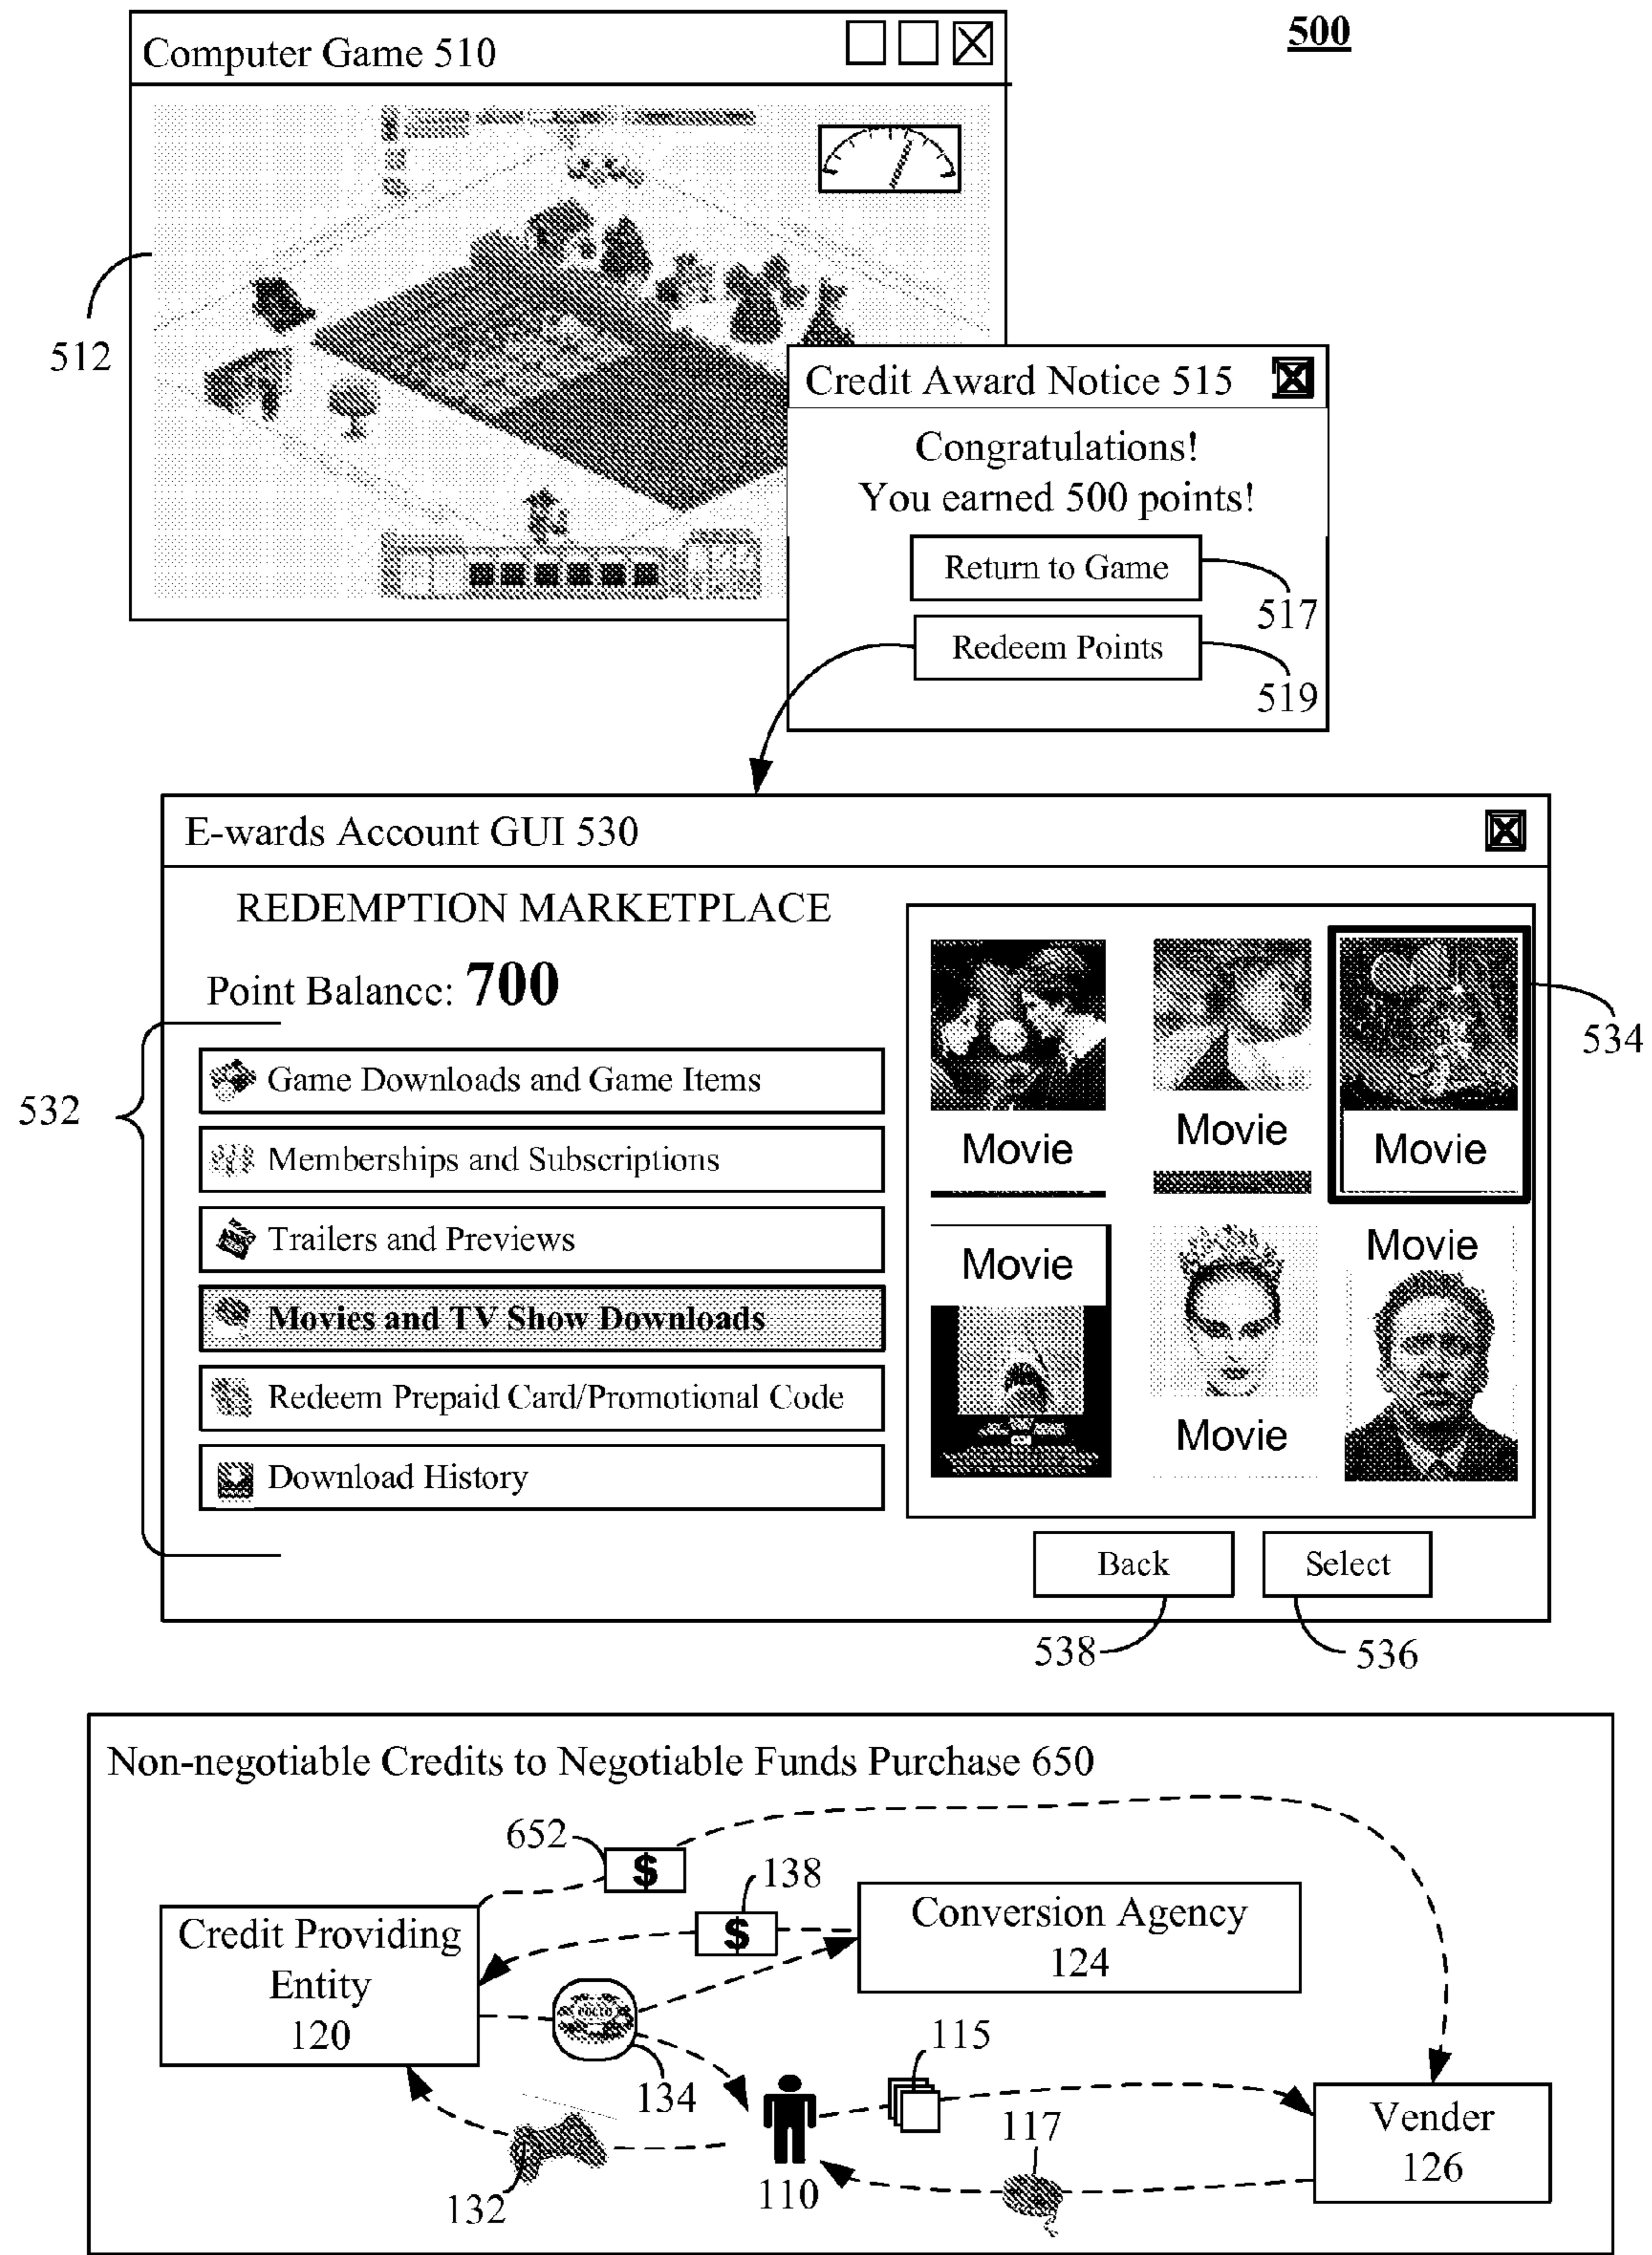 500
Computer Game 510
512
Credit Award Notice 515
Congratulations!
You earned 500 points!
Return to Game
517
Redeem Points
519
E-wards Account GUI 530
REDEMPTION MARKETPLACE
Point Balance: 700
532
Game Downloads and Game Items
Memberships and Subscriptions
Trailers and Previews
Movies and TV Show Downloads
Redeem Prepaid Card/Promotional Code
Download History
Movie
Movie
Movie
534
Movie
Movie
Movie
Back
Select
538
536
Non-negotiable Credits to Negotiable Funds Purchase 650
652
$
138
$
Credit Providing
Entity
120
Conversion Agency
124
134
115
117
132
110
Vender
126